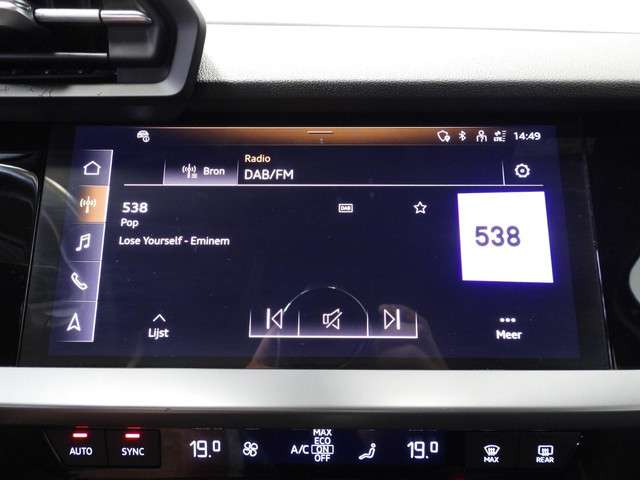 14:49
Radio
Bron
DAB/FM
538
DAB
Pop
538
Lose Yourself - Eminem
Lijst
Meer
MAX
AUTO
SYNC
19.0
A/C
ECO
ON
OFF
19.0
MAX
REAR